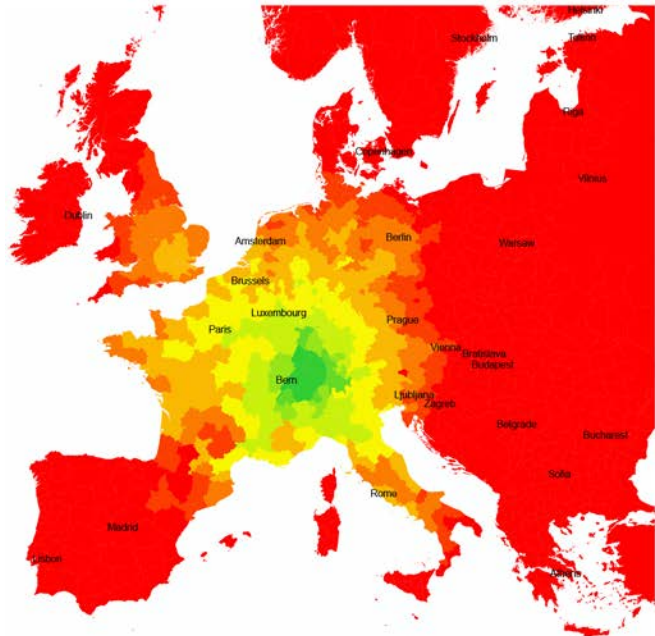 Helsinki
Stockholm
Tallinn
Riga
Copenhagen
Vilnius
Dublin
Amsterdam
Berlin
Warsaw
Brussels
Luxembourg
Prague
Paris
Vienna
Bratislava
Budapest
Bern
Ljubljana
Zagreb
Belgrade
Bucharest
Sofia
Rome
Madrid
Lisbon
Athens